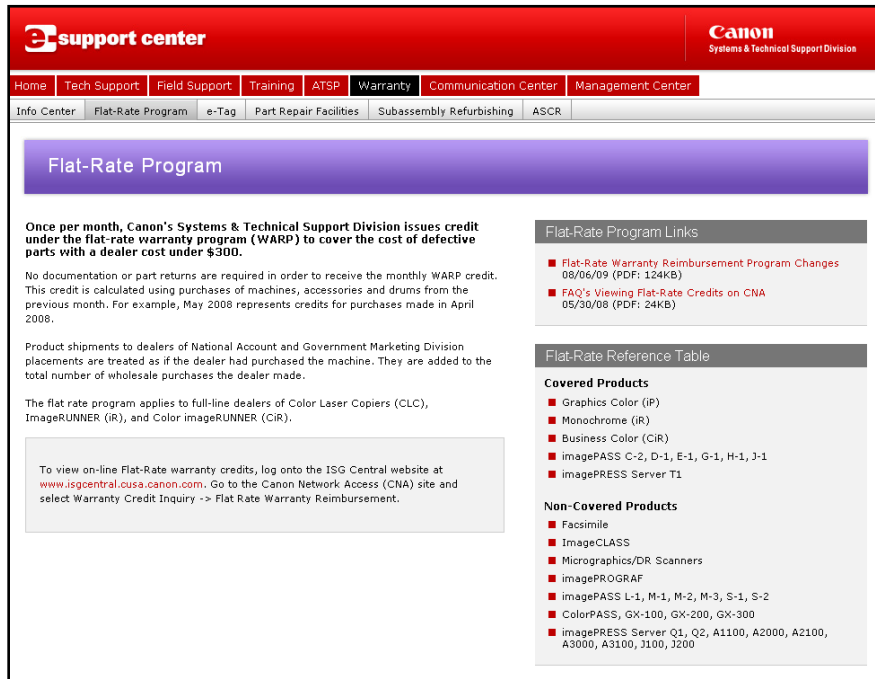 e-support center
Canon
Systems & Technical Support Division
Home Tech Support Field Support Training ATSP Warranty Communication Center Management Center
Info Center Flat-Rate Program e-Tag Part Repair Facilities Subassembly Refurbishing ASCR
Flat-Rate Program
Once per month, Canon's Systems & Technical Support Division issues credit
under the flat-rate warranty program (WARP) to cover the cost of defective
parts with a dealer cost under $300.
No documentation or part returns are required in order to receive the monthly WARP credit.
This credit is calculated using purchases of machines, accessories and drums from the
previous month. For example, May 2008 represents credits for purchases made in April
2008.
Product shipments to dealers of National Account and Government Marketing Division
placements are treated as if the dealer had purchased the machine. They are added to the
total number of wholesale purchases the dealer made.
The flat rate program applies to full-line dealers of Color Laser Copiers (CLC),
ImageRUNNER (iR), and Color imageRUNNER (CiR).
To view on-line Flat-Rate warranty credits, log onto the ISG Central website at
www.isgcentral.cusa.canon.com. Go to the Canon Network Access (CNA) site and
select Warranty Credit Inquiry -> Flat Rate Warranty Reimbursement.
Flat-Rate Program Links
Flat-Rate Warranty Reimbursement Program Changes
08/06/09 (PDF: 124KB)
FAQ's Viewing Flat-Rate Credits on CNA
05/30/08 (PDF: 24KB)
Flat-Rate Reference Table
Covered Products
Graphics Color (iP)
Monochrome (iR)
Business Color (CiR)
imagePASS C-2, D-1, E-1, G-1, H-1, J-1
imagePRESS Server T1
Non-Covered Products
Facsimile
ImageCLASS
Micrographics/DR Scanners
imagePROGRAF
imagePASS L-1, M-1, M-2, M-3, S-1, S-2
ColorPASS, GX-100, GX-200, GX-300
imagePRESS Server Q1, Q2, A1100, A2000, A2100,
A3000, A3100, J100, J200